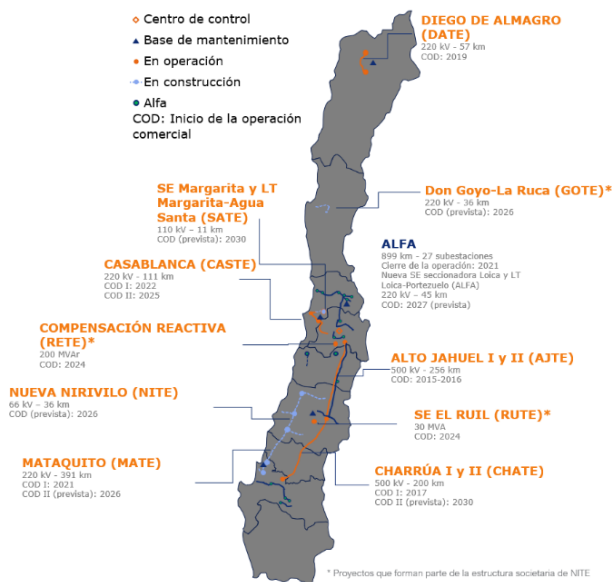 Centro de control
Base de mantenimiento
En operación
En construcción
Alfa
COD: Inicio de la operación
comercial
DIEGO DE ALMAGRO
(DATE)
220 kV - 57 km
COD: 2019
SE Margarita y LT
Margarita-Agua
Santa (SATE)
110 kV – 11 km
COD (prevista): 2030
Don Goyo-La Ruca (GOTE)*
220 kV - 36 km
COD (prevista): 2026
CASABLANCA (CASTE)
220 kV - 111 km
COD I: 2022
COD II: 2025
ALFA
899 km - 27 subestaciones
Cierre de la operación: 2021
Nueva SE seccionadora Loica y LT
Loica-Portezuelo (ALFA)
220 kV – 45 km
COD: 2027 (prevista)
COMPENSACIÓN REACTIVA
(RETE)*
200 MVAr
COD: 2024
ALTO JAHUEL I y II (AJTE)
500 kV - 256 km
COD: 2015-2016
NUEVA NIRIVILO (NITE)
66 kV – 36 km
COD (prevista): 2026
SE EL RUIL (RUTE)*
30 MVA
COD: 2024
MATAQUITO (MATE)
220 kV - 391 km
COD I: 2021
COD II (prevista): 2026
CHARRÚA I y II (CHATE)
500 kV - 200 km
COD I: 2017
COD II (prevista): 2030
* Proyectos que forman parte de la estructura societaria de NITE